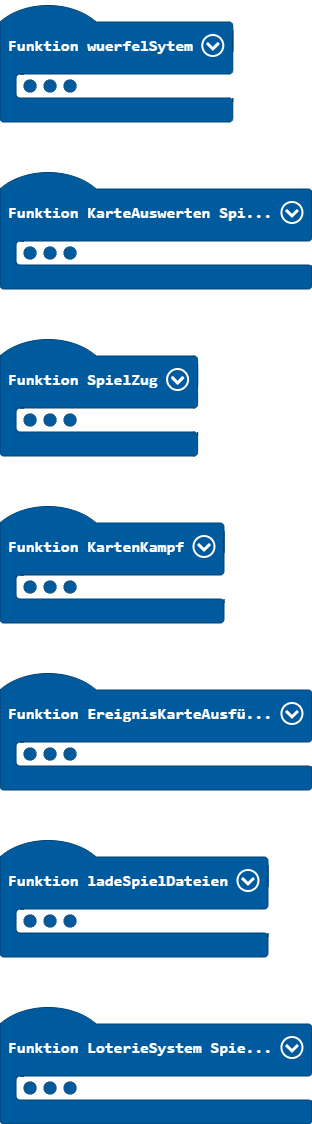 Funktion wuerfelSytem
Funktion KarteAuswerten Spi...
Funktion SpielZug
Funktion KartenKampf
Funktion EreignisKarteAusfü...
Funktion ladeSpielDateien
Funktion LoterieSystem Spie...